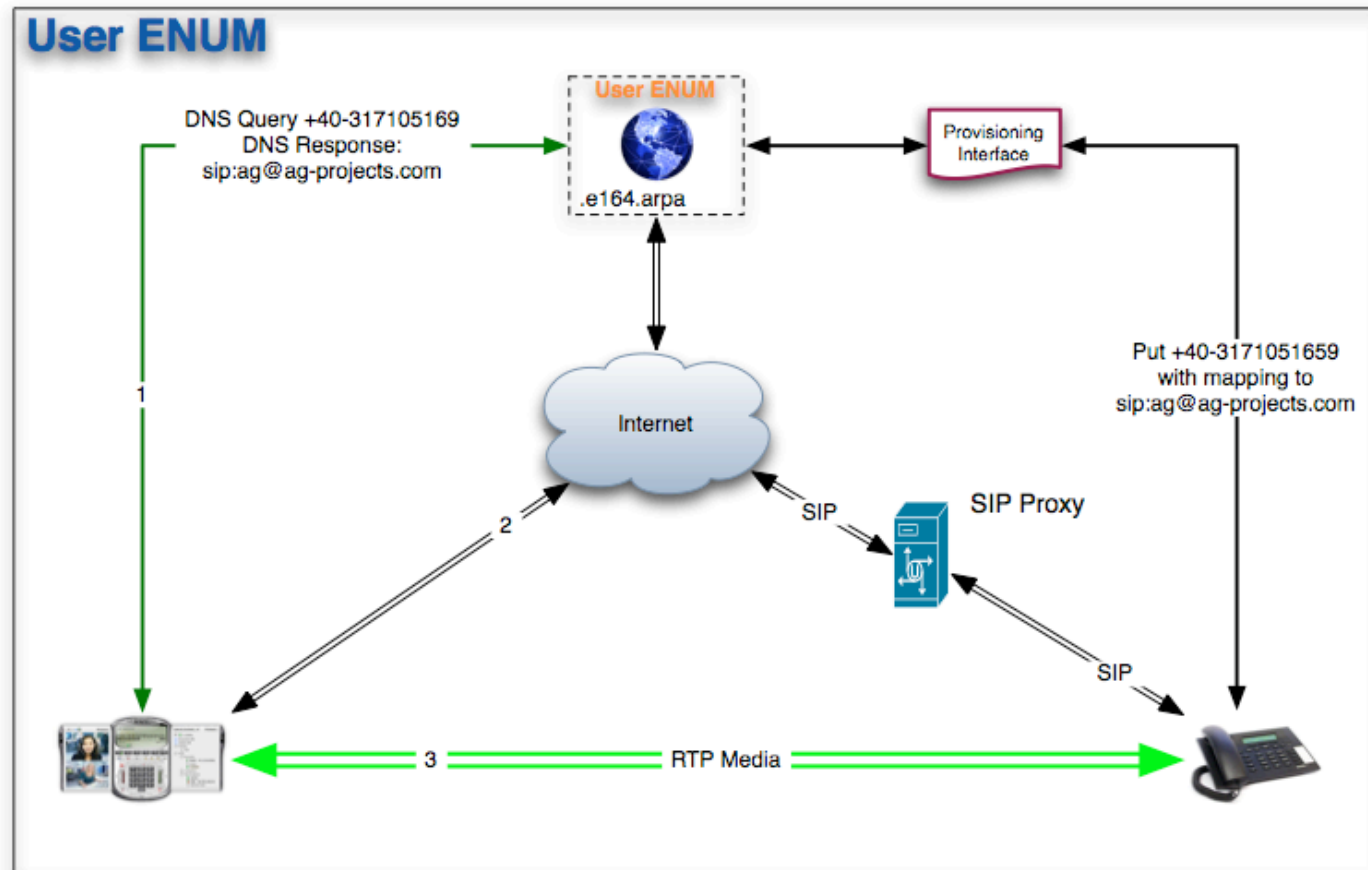 User ENUM
User ENUM
DNS Query +40-317105169
DNS Response:
sip:ag@ag-projects.com
.e164.arpa
Provisioning
Interface
1
Put +40-3171051659
with mapping to
sip:ag@ag-projects.com
Internet
2
SIP
SIP Proxy
SIP
3
RTP Media